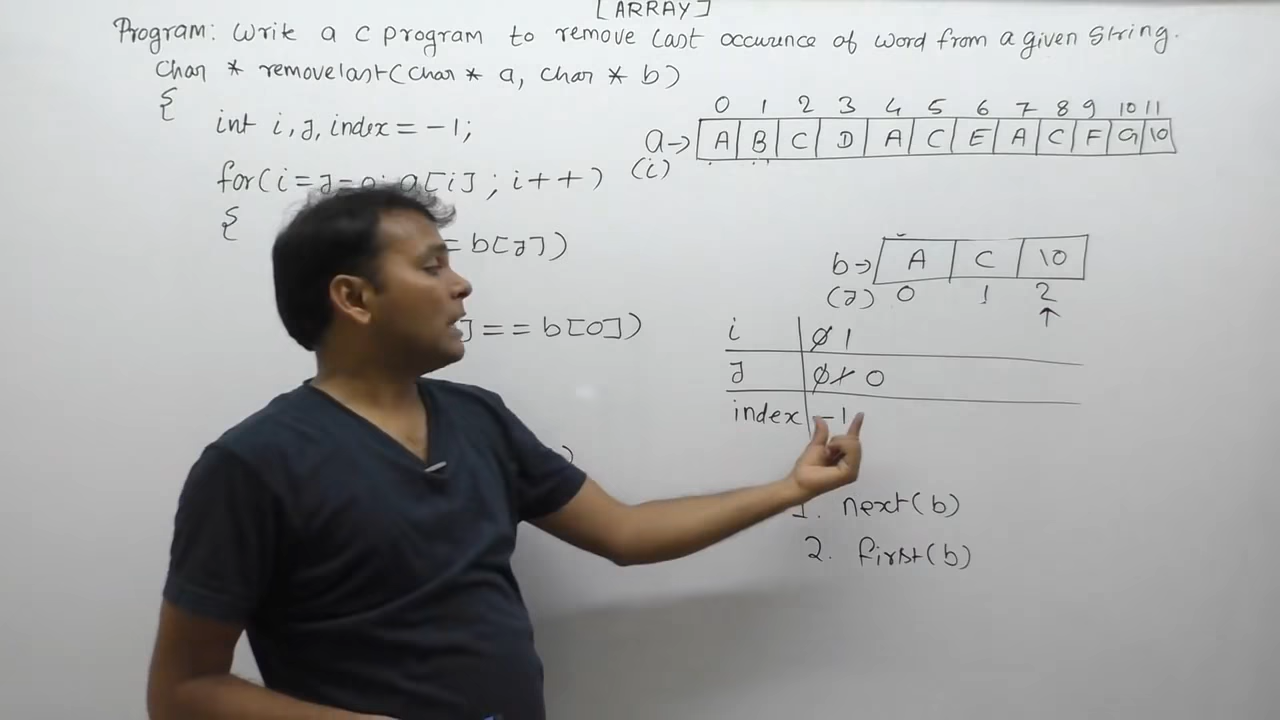 [ARRAY]
Program: Write a C program to remove last occurence of word from a given string.
Char * removelast(char * a, char * b)
{
int i, J, index = -1;
for(i=J=0; a[i]; i++)
{
= b[J])
] == b[0])
)
0 1 2 3 4 5 6 7 8 9 10 11
a→ A B C D A C E A C F G \0
(i)
b→ A C \0
(J) 0 1 2
↑
i 0 1
J 0 1 0
index -1
1. next(b)
2. first(b)